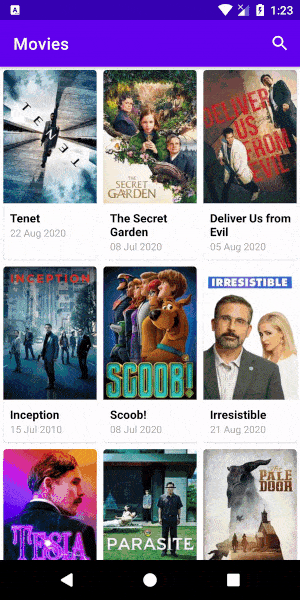 A
1:23
Movies
TENET
THE
SECRET
GARDEN
DELIVER
US
FROM
EVIL
Tenet
22 Aug 2020
The Secret
Garden
08 Jul 2020
Deliver Us from
Evil
05 Aug 2020
INCEPTION
SCOOB!
IRRESISTIBLE
Inception
15 Jul 2010
Scoob!
08 Jul 2020
Irresistible
21 Aug 2020
TESLA
PARASITE
THE
PALE
DOOR